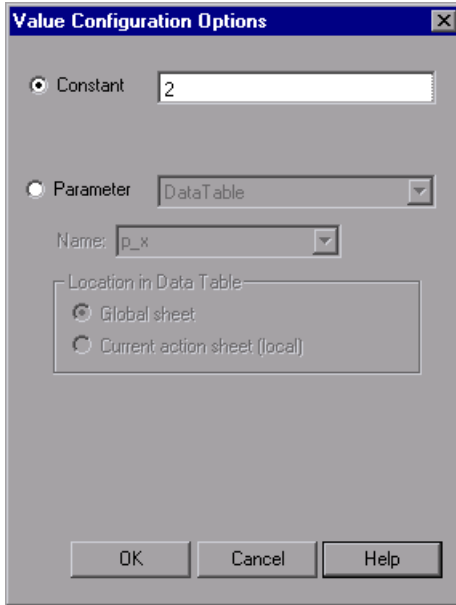 Value Configuration Options
Constant 2
Parameter DataTable
Name: p_x
Location in Data Table
Global sheet
Current action sheet (local)
OK Cancel Help